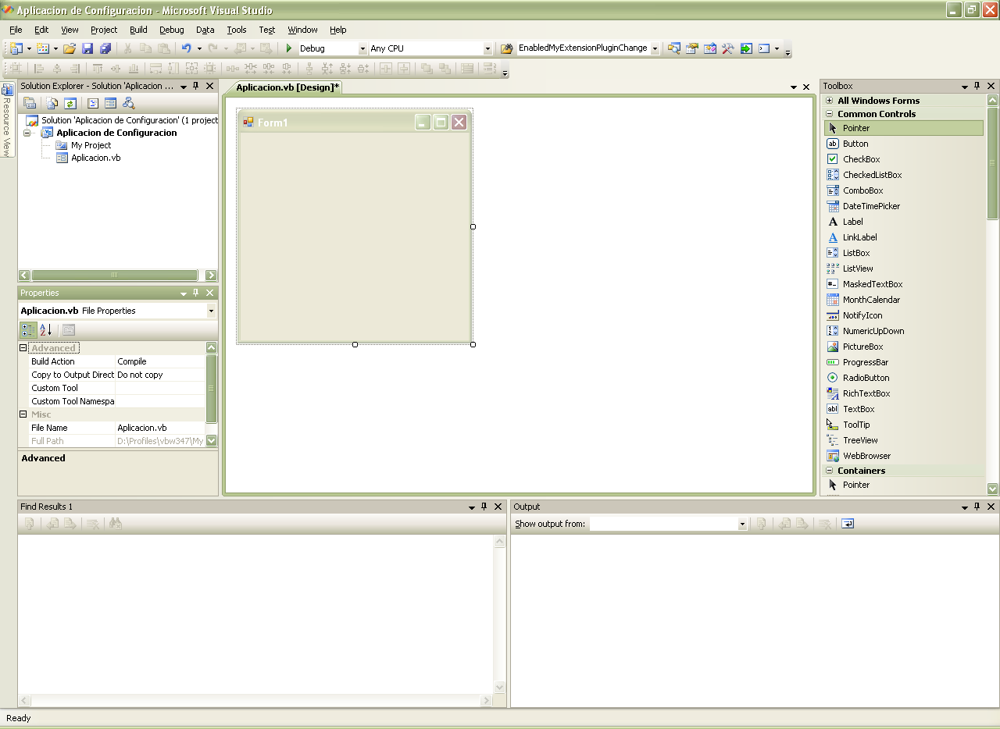 Aplicacion de Configuracion - Microsoft Visual Studio
File Edit View Project Build Debug Data Tools Test Window Help
Debug Any CPU EnabledMyExtensionPluginChange
Resource View
Solution Explorer - Solution 'Aplicacion ...
Solution 'Aplicacion de Configuracion' (1 project
Aplicacion de Configuracion
My Project
Aplicacion.vb
Properties
Aplicacion.vb File Properties
Advanced
Build Action Compile
Copy to Output Direct Do not copy
Custom Tool
Custom Tool Namespa
Misc
File Name Aplicacion.vb
Full Path D:\Profiles\vbw347\My
Advanced
Aplicacion.vb [Design]*
Form1
Toolbox
All Windows Forms
Common Controls
Pointer
Button
CheckBox
CheckedListBox
ComboBox
DateTimePicker
Label
LinkLabel
ListBox
ListView
MaskedTextBox
MonthCalendar
NotifyIcon
NumericUpDown
PictureBox
ProgressBar
RadioButton
RichTextBox
TextBox
ToolTip
TreeView
WebBrowser
Containers
Pointer
Find Results 1
Output
Show output from:
Ready